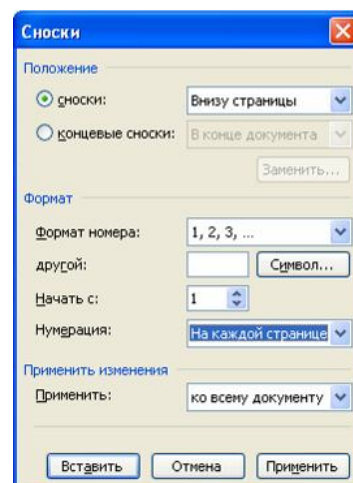 Сноски
Положение
сноски: Внизу страницы
концевые сноски: В конце документа
Заменить...
Формат
Формат номера: 1, 2, 3, ...
другой: Символ...
Начать с: 1
Нумерация: На каждой странице
Применить изменения
Применить: ко всему документу
Вставить Отмена Применить